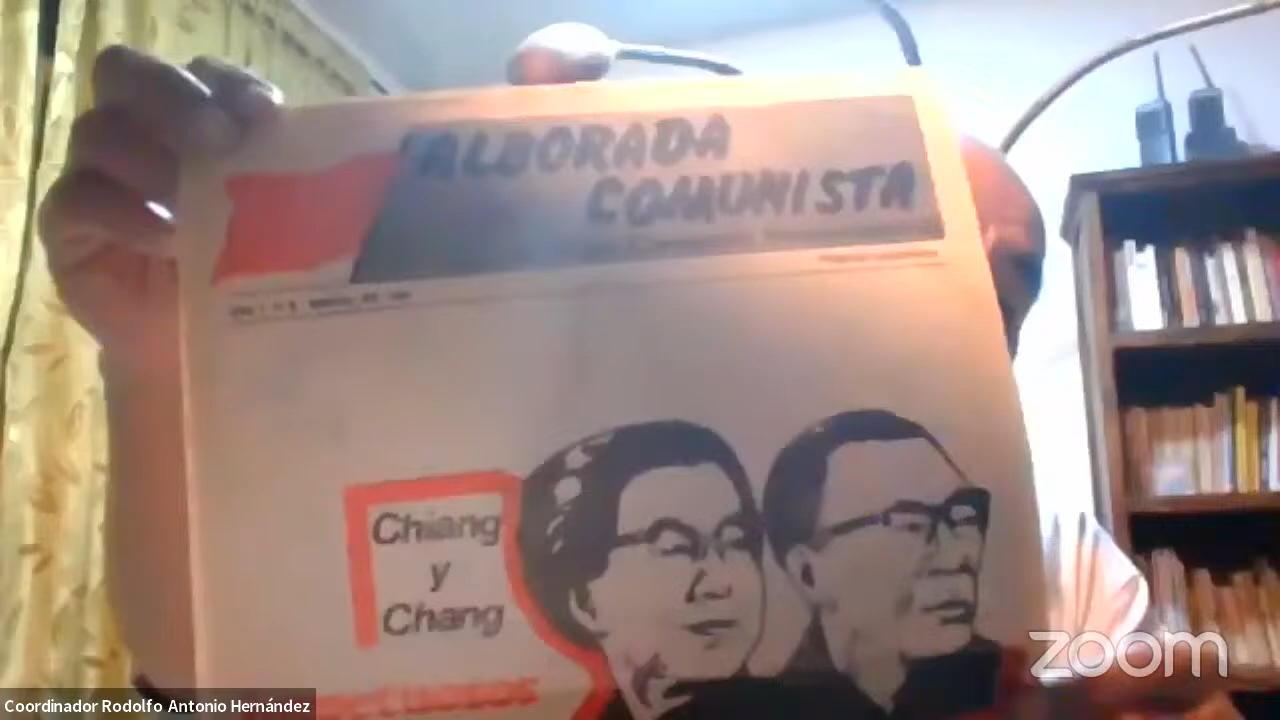 ALBORADA
COMUNISTA
Chiang
y
Chang
zoom
Coordinador Rodolfo Antonio Hernández